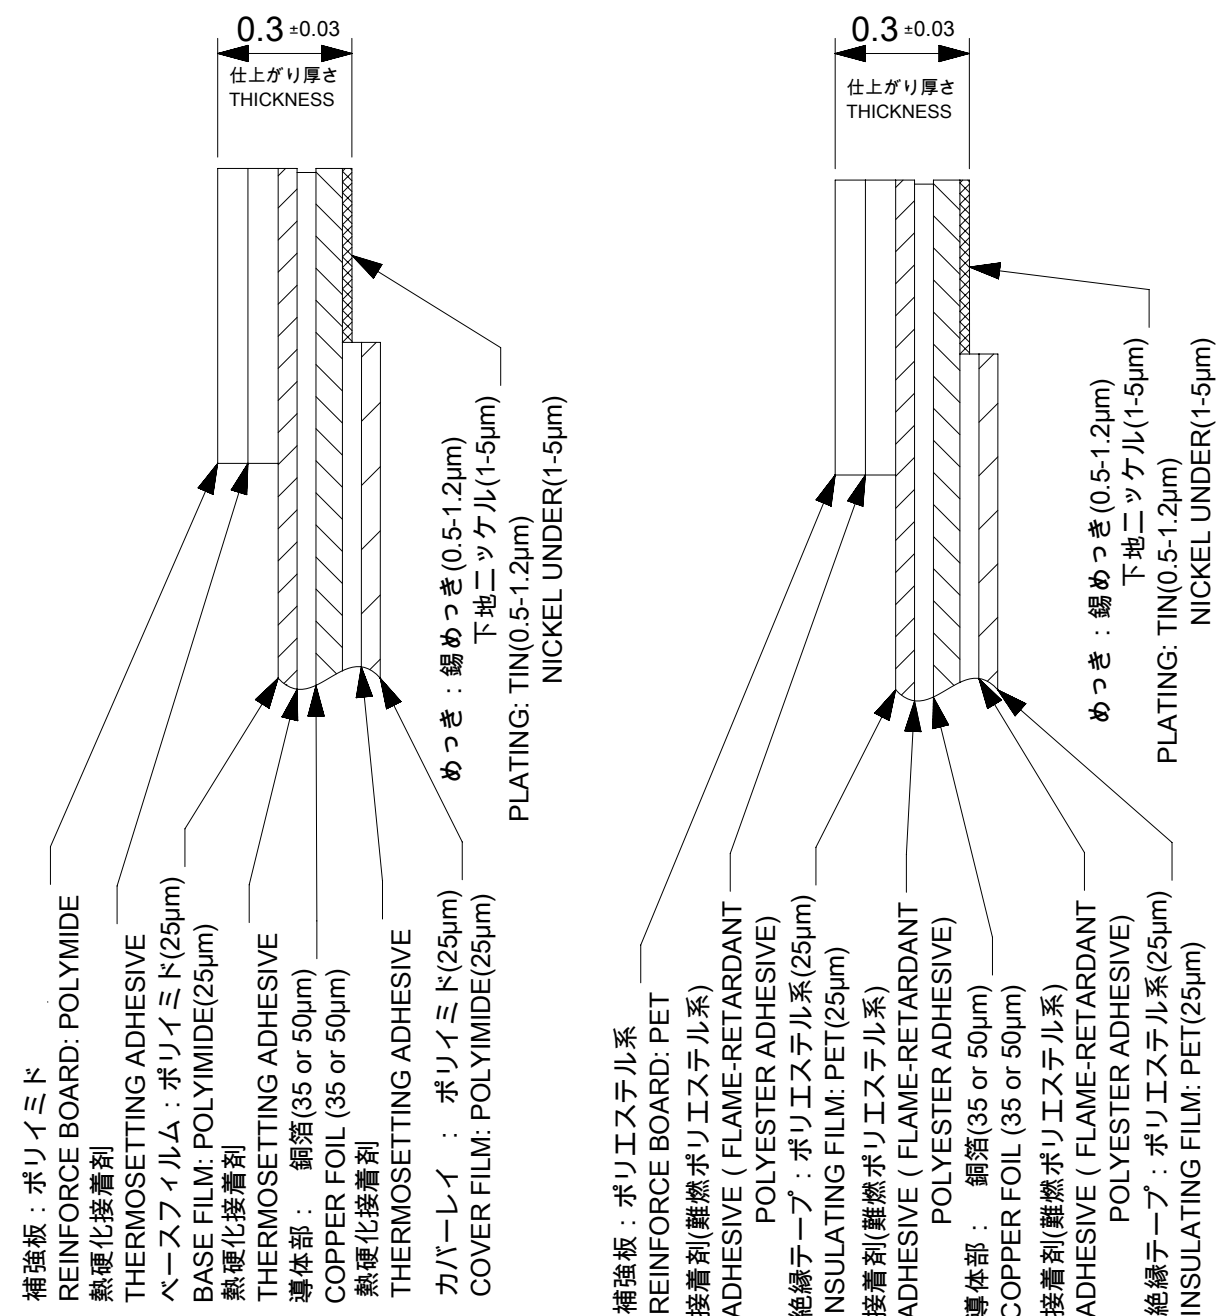 0.3 ±0.03
仕上がり厚さ
THICKNESS
めっき：錫めっき(0.5-1.2μm)
下地ニッケル(1-5μm)
PLATING: TIN(0.5-1.2μm)
NICKEL UNDER(1-5μm)
補強板：ポリイミド
REINFORCE BOARD: POLYMIDE
熱硬化接着剤
THERMOSETTING ADHESIVE
ベースフィルム：ポリイミド(25μm)
BASE FILM: POLYIMIDE(25μm)
熱硬化接着剤
THERMOSETTING ADHESIVE
導体部： 銅箔(35 or 50μm)
COPPER FOIL (35 or 50μm)
熱硬化接着剤
THERMOSETTING ADHESIVE
カバーレイ ： ポリイミド(25μm)
COVER FILM: POLYIMIDE(25μm)
0.3 ±0.03
仕上がり厚さ
THICKNESS
めっき：錫めっき(0.5-1.2μm)
下地ニッケル(1-5μm)
PLATING: TIN(0.5-1.2μm)
NICKEL UNDER(1-5μm)
補強板：ポリエステル系
REINFORCE BOARD: PET
接着剤(難燃ポリエステル系)
ADHESIVE ( FLAME-RETARDANT
POLYESTER ADHESIVE)
絶縁テープ：ポリエステル系(25μm)
INSULATING FILM: PET(25μm)
接着剤(難燃ポリエステル系)
ADHESIVE ( FLAME-RETARDANT
POLYESTER ADHESIVE)
導体部： 銅箔(35 or 50μm)
COPPER FOIL (35 or 50μm)
接着剤(難燃ポリエステル系)
ADHESIVE ( FLAME-RETARDANT
POLYESTER ADHESIVE)
絶縁テープ：ポリエステル系(25μm)
INSULATING FILM: PET(25μm)